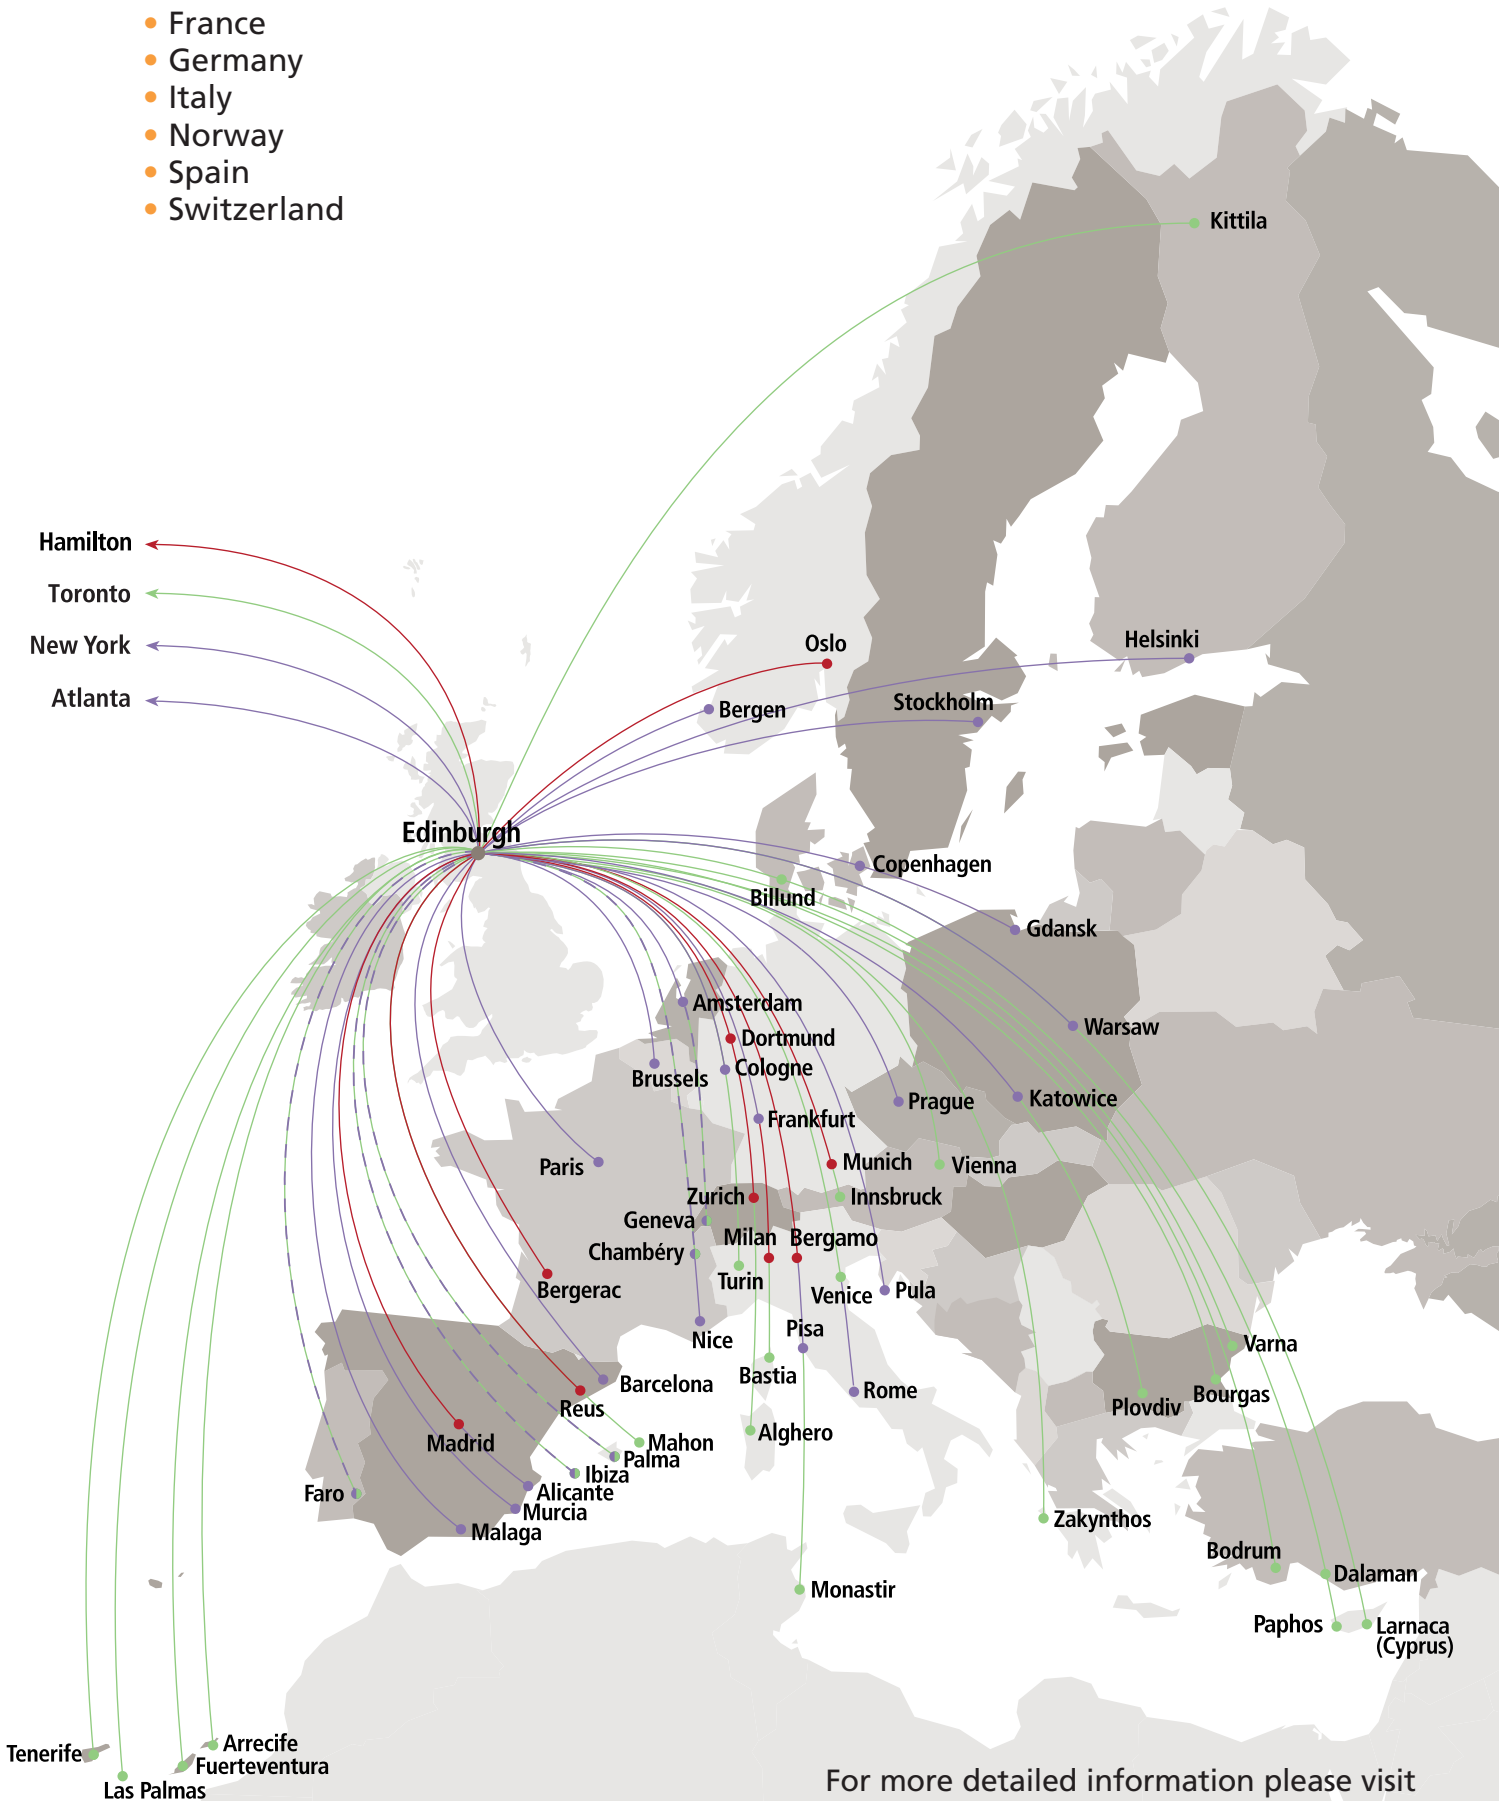 • France
• Germany
• Italy
• Norway
• Spain
• Switzerland
Kittila
Hamilton
Toronto
New York
Atlanta
Oslo
Helsinki
Bergen
Stockholm
Edinburgh
Copenhagen
Billund
Gdansk
Amsterdam
Warsaw
Dortmund
Cologne
Brussels
Katowice
Prague
Frankfurt
Paris
Munich
Vienna
Zurich
Innsbruck
Geneva
Milan
Bergamo
Chambéry
Turin
Bergerac
Venice
Pula
Pisa
Nice
Varna
Bastia
Barcelona
Rome
Bourgas
Plovdiv
Reus
Alghero
Madrid
Mahon
Palma
Ibiza
Alicante
Faro
Murcia
Malaga
Zakynthos
Bodrum
Dalaman
Monastir
Paphos
Larnaca
(Cyprus)
Tenerife
Arrecife
Fuerteventura
Las Palmas
For more detailed information please visit